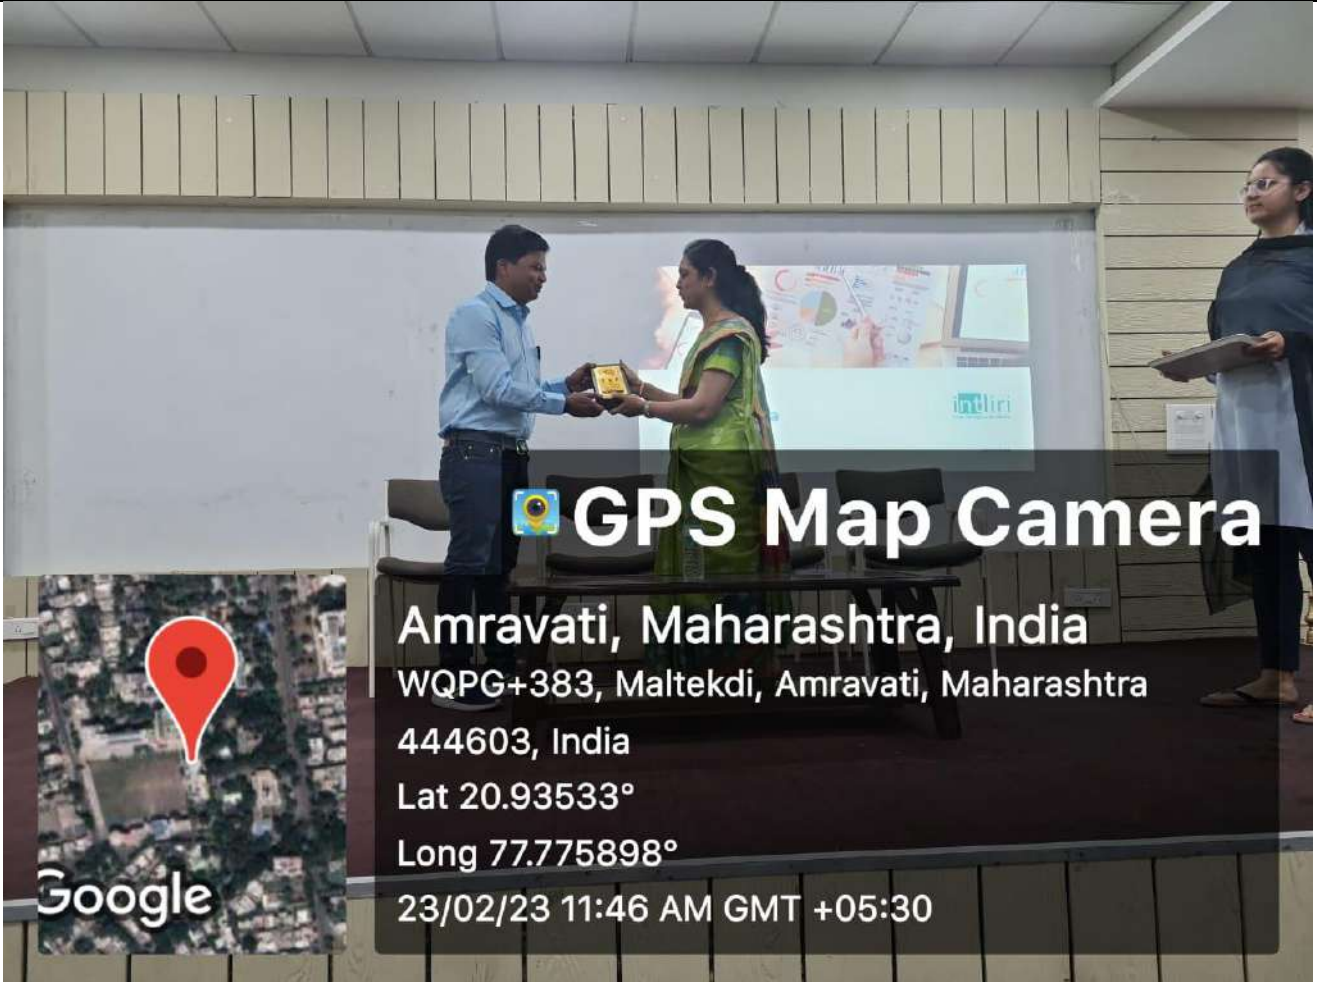 intliri
GPS Map Camera
Amravati, Maharashtra, India
WQPG+383, Maltekdi, Amravati, Maharashtra
444603, India
Lat 20.93533°
Long 77.775898°
23/02/23 11:46 AM GMT +05:30
Google